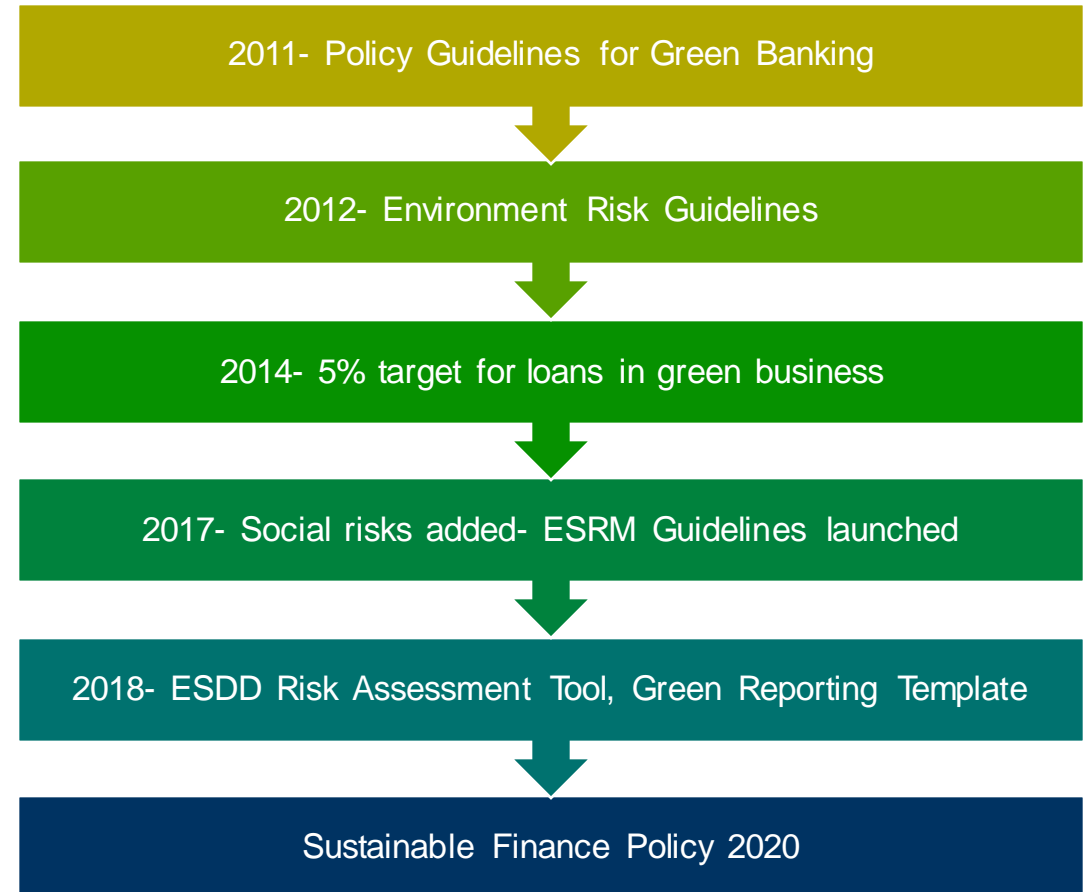 2011- Policy Guidelines for Green Banking
2012- Environment Risk Guidelines
2014- 5% target for loans in green business
2017- Social risks added- ESRM Guidelines launched
2018- ESDD Risk Assessment Tool, Green Reporting Template
Sustainable Finance Policy 2020